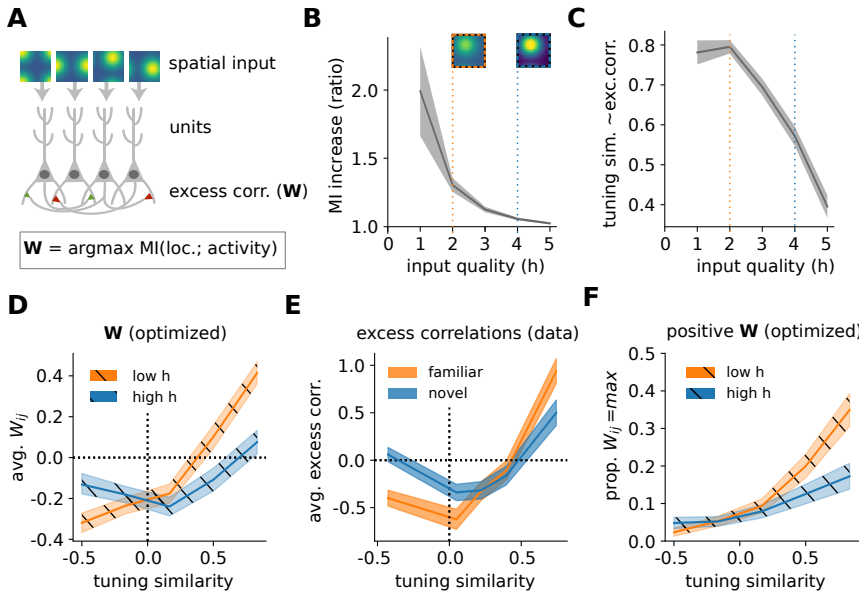 A
spatial input
units
excess corr. (W)
W = argmax MI(loc.; activity)
B
MI increase (ratio)
2.0
1.5
1.0
0 1 2 3 4 5
input quality (h)
C
tuning sim. ~exc.corr.
0.8
0.7
0.6
0.5
0.4
0 1 2 3 4 5
input quality (h)
D
W (optimized)
low h
high h
avg. Wij
0.4
0.2
0.0
-0.2
-0.4
-0.5 0.0 0.5
tuning similarity
E
excess correlations (data)
familiar
novel
avg. excess corr.
1.0
0.5
0.0
-0.5
-0.5 0.0 0.5
tuning similarity
F
positive W (optimized)
low h
high h
prop. Wij=max
0.5
0.4
0.3
0.2
0.1
0.0
-0.5 0.0 0.5
tuning similarity